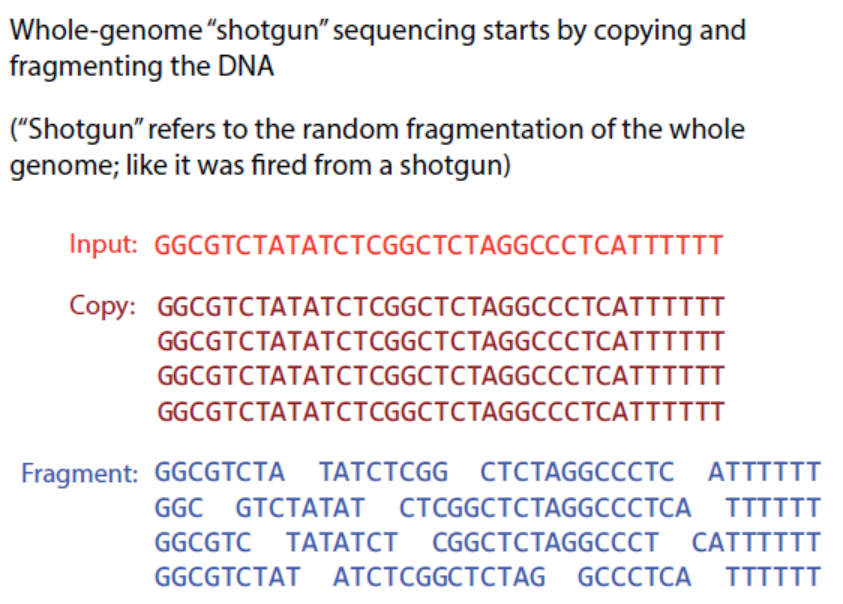 Whole-genome “shotgun” sequencing starts by copying and
fragmenting the DNA
(“Shotgun” refers to the random fragmentation of the whole
genome; like it was fired from a shotgun)
Input: GGCGTCTATATCTCGGCTCTAGGCCCTCATTTTTT
Copy: GGCGTCTATATCTCGGCTCTAGGCCCTCATTTTTT
GGCGTCTATATCTCGGCTCTAGGCCCTCATTTTTT
GGCGTCTATATCTCGGCTCTAGGCCCTCATTTTTT
GGCGTCTATATCTCGGCTCTAGGCCCTCATTTTTT
Fragment: GGCGTCTA TATCTCGG CTCTAGGCCCTC ATTTTTT
GGC GTCTATAT CTCGGCTCTAGGCCCTCA TTTTTT
GGCGTC TATATCT CGGCTCTAGGCCCT CATTTTTT
GGCGTCTAT ATCTCGGCTCTAG GCCCTCA TTTTTT